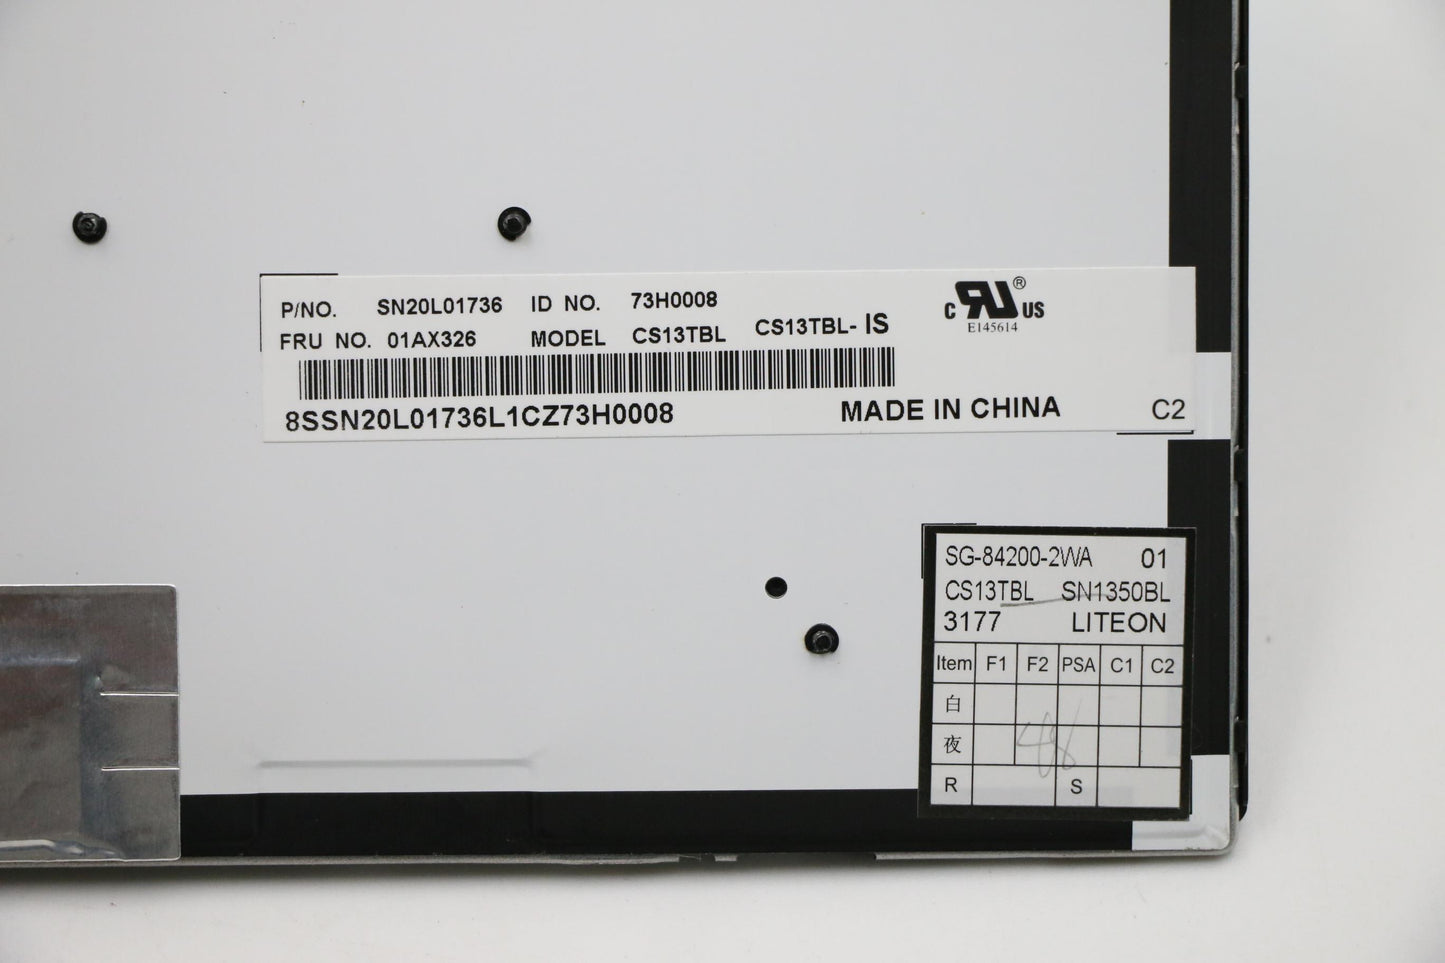 P/NO. SN20L01736 ID NO. 73H0008
FRU NO. 01AX326 MODEL CS13TBL CS13TBL- IS
C RU ® US
E145614
8SSN20L01736L1CZ73H0008
MADE IN CHINA
C2
SG-84200-2WA 01
CS13TBL SN1350BL
3177 LITEON
Item F1 F2 PSA C1 C2
白
夜
R S